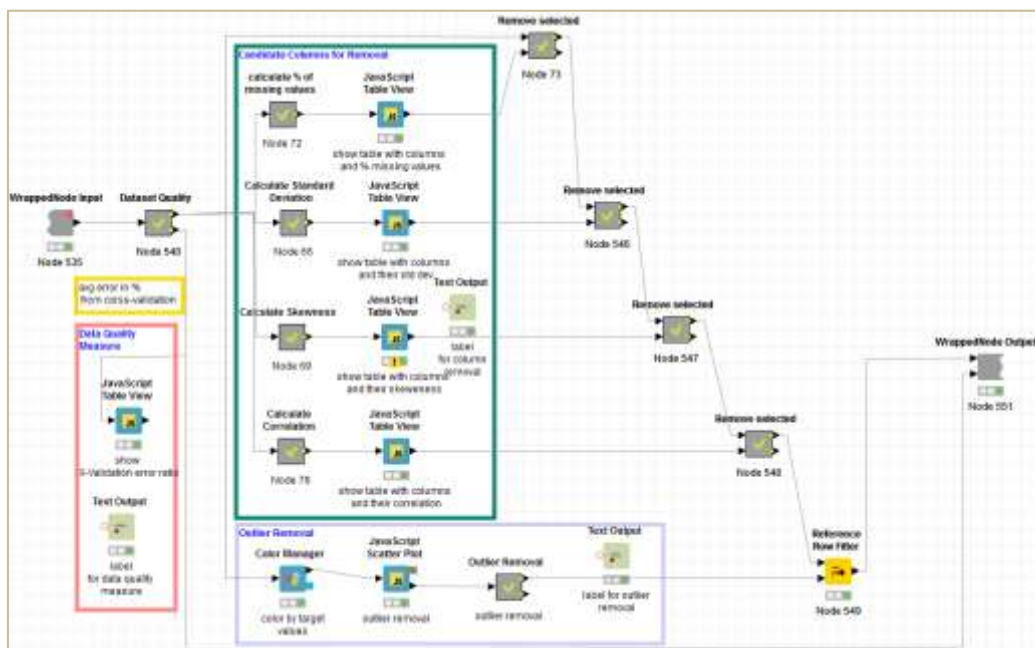 Remove selected
Node 73
Candidate Columns for Removal
calculate % of
missing values
JavaScript
Table View
Node 72
show table with columns
and % missing values
WrappedNode Input
Dataset Quality
Calculate Standard
Deviation
JavaScript
Table View
Remove selected
Node 535
Node 66
show table with columns
and their std dev.
Node 546
avg error in %
from corss-validation
Text Output
Data Quality
Measure
Calculate Skewness
JavaScript
Table View
Remove selected
label
for column
removal
Node 69
show table with columns
and their skeweness
Node 547
WrappedNode Output
Node 551
JavaScript
Table View
show
X-Validation error ratio
Calculate
Correlation
JavaScript
Table View
Remove selected
Node 76
show table with columns
and their correlation
Text Output
label
for data quality
measure
Outlier Removal
Color Manager
JavaScript
Scatter Plot
Outlier Removal
Text Output
Reference
Row Filter
color by target
values
outlier removal
outlier removal
label for outlier
removal
Node 549